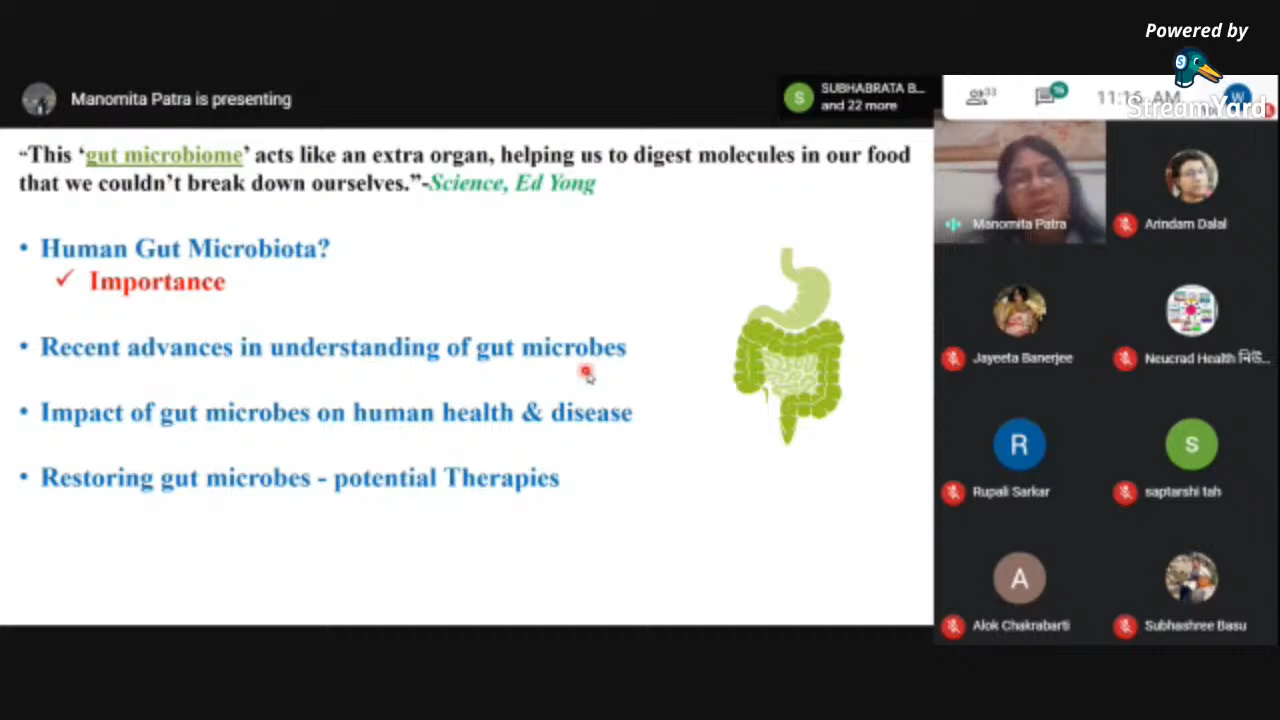 Powered by
StreamYard
Manomita Patra is presenting
S
SUBHABRATA B...
and 22 more
33
16
11:15 AM
W
“This ‘gut microbiome’ acts like an extra organ, helping us to digest molecules in our food
that we couldn’t break down ourselves.”-Science, Ed Yong
• Human Gut Microbiota?
✓ Importance
• Recent advances in understanding of gut microbes
• Impact of gut microbes on human health & disease
• Restoring gut microbes - potential Therapies
Manomita Patra
Arindam Dalal
Jayeeta Banerjee
Neucrad Health নিউ...
R
S
Rupali Sarkar
saptarshi tah
A
Alok Chakrabarti
Subhashree Basu